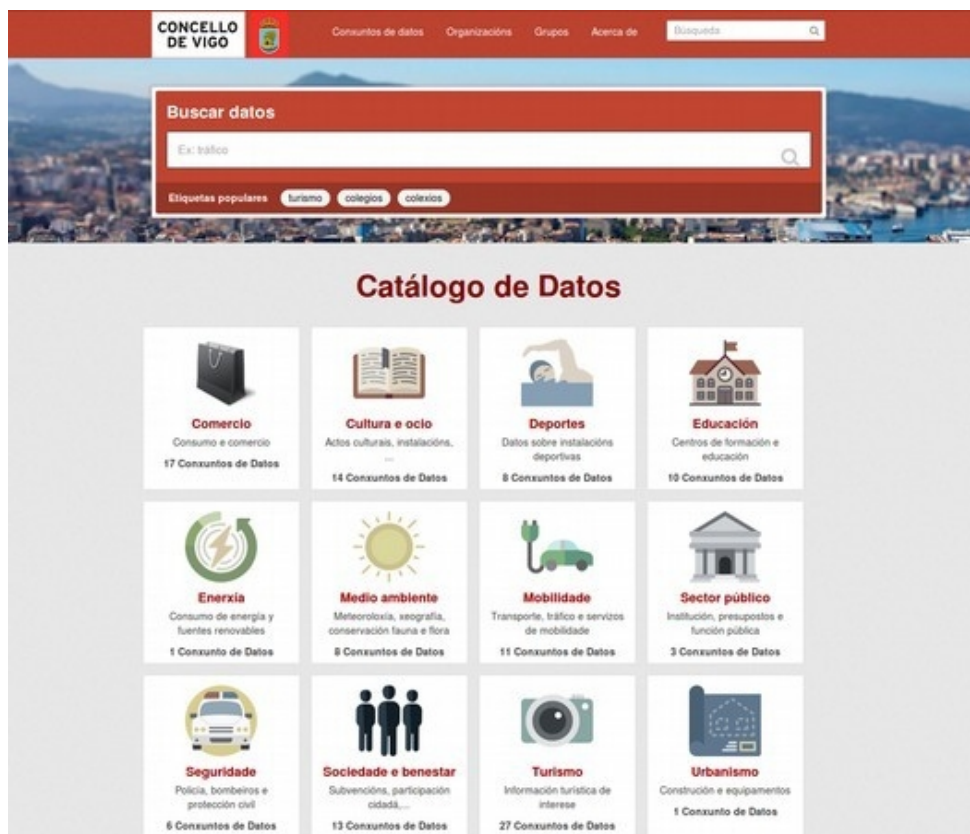 CONCELLO
DE VIGO
Conxuntos de datos Organizacións Grupos Acerca de Búsqueda
Buscar datos
Ex: tráfico
Etiquetas populares turismo colegios colexios
Catálogo de Datos
Comercio
Consumo e comercio
17 Conxuntos de Datos
Cultura e ocio
Actos culturais, instalacións,
...
14 Conxuntos de Datos
Deportes
Datos sobre instalacións
deportivas
8 Conxuntos de Datos
Educación
Centros de formación e
educación
10 Conxuntos de Datos
Enerxía
Consumo de energía y
fuentes renovables
1 Conxunto de Datos
Medio ambiente
Meteoroloxía, xeografía,
conservación fauna e flora
8 Conxuntos de Datos
Mobilidade
Transporte, tráfico e servizos
de mobilidade
11 Conxuntos de Datos
Sector público
Institución, presupostos e
función pública
3 Conxuntos de Datos
Seguridade
Policía, bombeiros e
protección civil
6 Conxuntos de Datos
Sociedade e benestar
Subvencións, participación
cidadá,...
13 Conxuntos de Datos
Turismo
Información turística de
interese
27 Conxuntos de Datos
Urbanismo
Construción e equipamentos
1 Conxunto de Datos